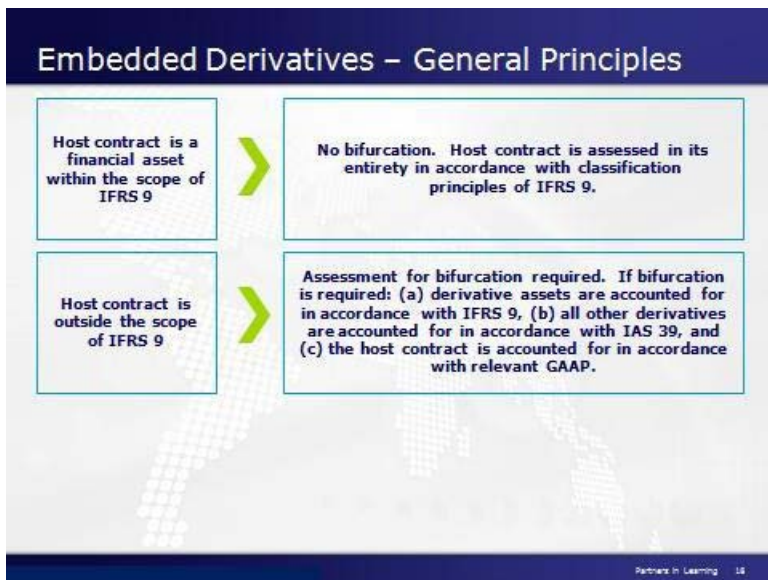 Embedded Derivatives – General Principles
Host contract is a
financial asset
within the scope of
IFRS 9
No bifurcation. Host contract is assessed in its
entirety in accordance with classification
principles of IFRS 9.
Host contract is
outside the scope
of IFRS 9
Assessment for bifurcation required. If bifurcation
is required: (a) derivative assets are accounted for
in accordance with IFRS 9, (b) all other derivatives
are accounted for in accordance with IAS 39, and
(c) the host contract is accounted for in accordance
with relevant GAAP.
Partners in Learning 16